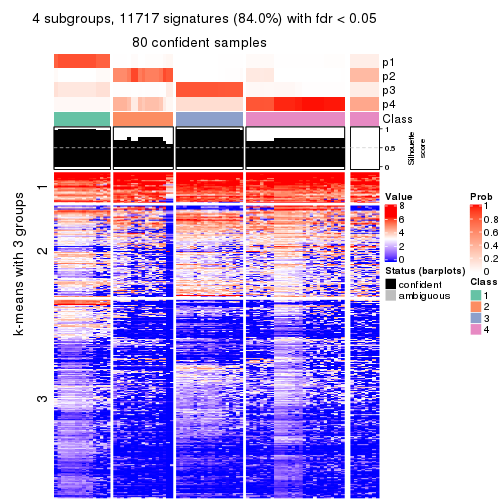 4 subgroups, 11717 signatures (84.0%) with fdr < 0.05
80 confident samples
p1
p2
p3
p4
Class
1
0.5
0
Silhouette
score
k-means with 3 groups
1
2
3
Value
8
6
4
2
0
Status (barplots)
confident
ambiguous
Prob
1
0.8
0.6
0.4
0.2
0
Class
1
2
3
4